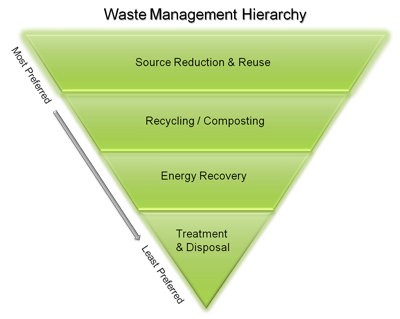 Waste Management Hierarchy
Most Preferred
Source Reduction & Reuse
Recycling / Composting
Energy Recovery
Treatment
& Disposal
Least Preferred